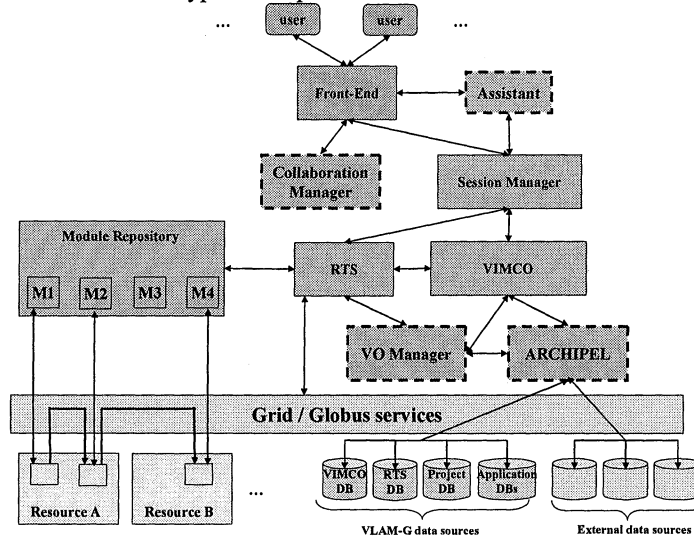 ... user user ...
Front-End
Assistant
Collaboration
Manager
Session Manager
Module Repository
M1 M2 M3 M4
RTS
VIMCO
VO Manager
ARCHIPEL
Grid / Globus services
Resource A
Resource B
...
VIMCO
DB
RTS
DB
Project
DB
Application
DBs
VLAM-G data sources
External data sources